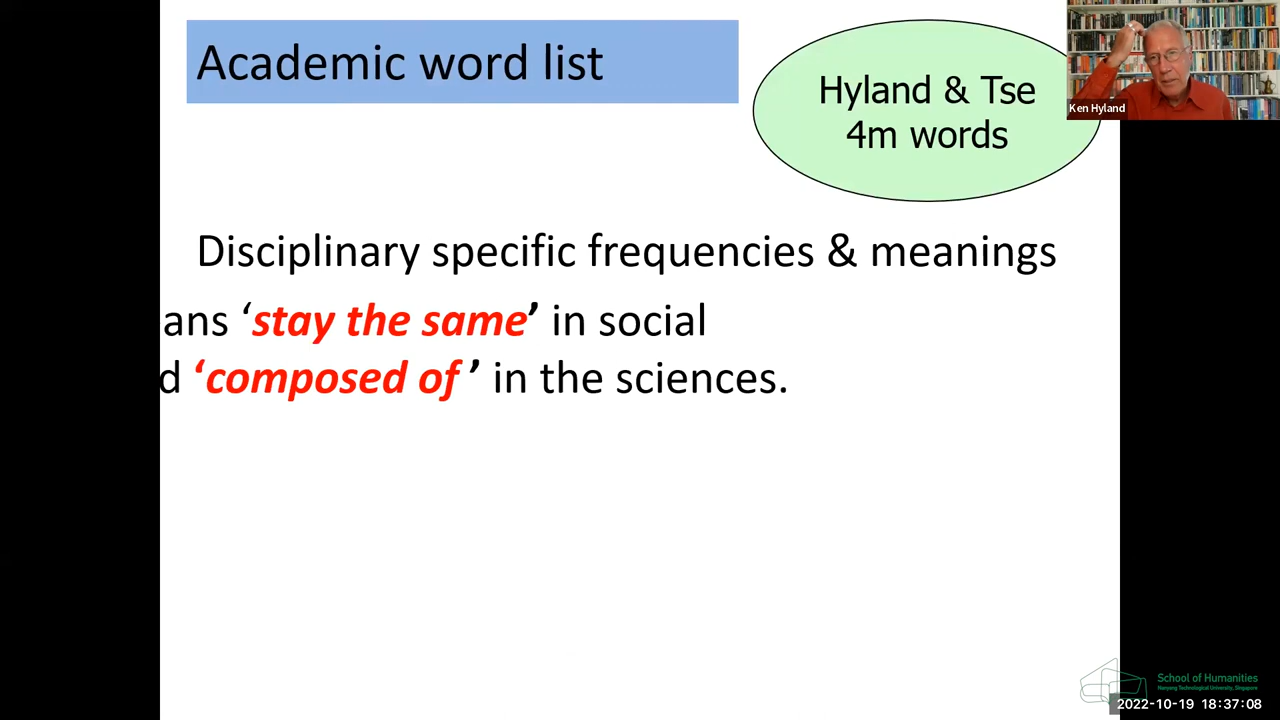 Academic word list
Hyland & Tse
4m words
Ken Hyland
Disciplinary specific frequencies & meanings
ans ‘stay the same’ in social
d ‘composed of ’ in the sciences.
School of Humanities
Nanyang Technological University, Singapore
2022-10-19 18:37:08